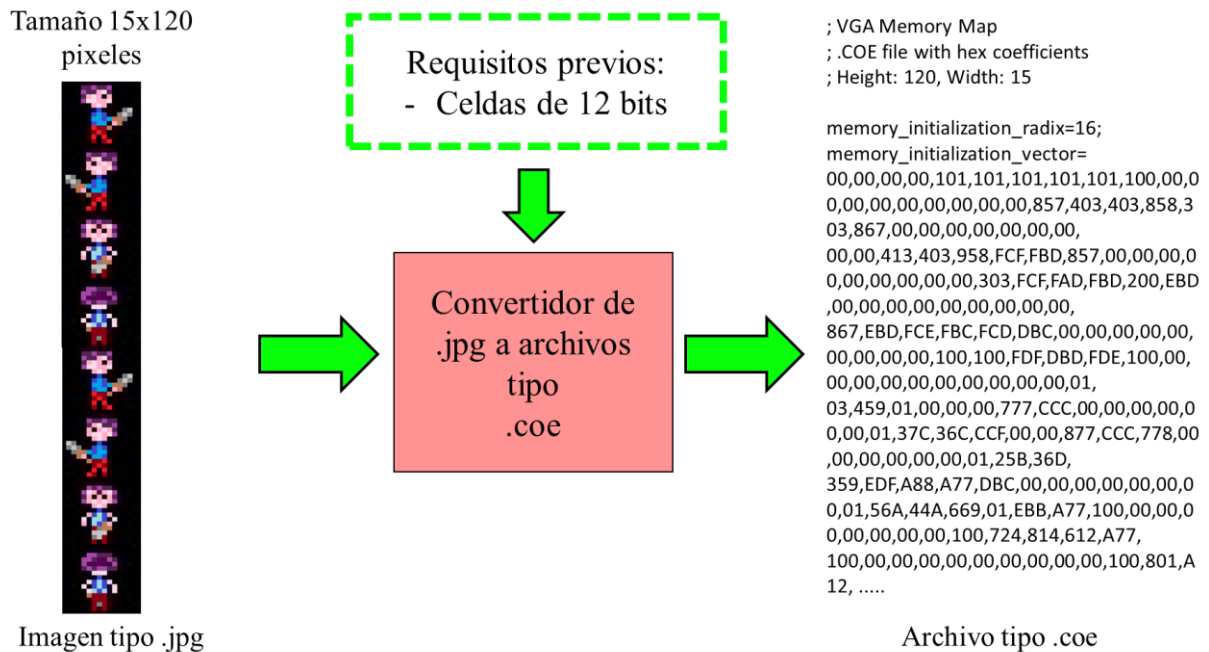 Tamaño 15x120
pixeles
Imagen tipo .jpg
Requisitos previos:
- Celdas de 12 bits
Convertidor de
.jpg a archivos
tipo
.coe
; VGA Memory Map
; .COE file with hex coefficients
; Height: 120, Width: 15
memory_initialization_radix=16;
memory_initialization_vector=
00,00,00,00,101,101,101,101,101,100,00,0
0,00,00,00,00,00,00,00,857,403,403,858,3
03,867,00,00,00,00,00,00,00,
00,00,413,403,958,FCF,FBD,857,00,00,00,0
0,00,00,00,00,00,303,FCF,FAD,FBD,200,EBD
,00,00,00,00,00,00,00,00,00,
867,EBD,FCE,FBC,FCD,DBC,00,00,00,00,00,
00,00,00,00,100,100,FDF,DBD,FDE,100,00,
00,00,00,00,00,00,00,00,00,00,01,
03,459,01,00,00,00,777,CCC,00,00,00,00,0
0,00,01,37C,36C,CCF,00,00,877,CCC,778,00
,00,00,00,00,00,01,25B,36D,
359,EDF,A88,A77,DBC,00,00,00,00,00,00,0
0,01,56A,44A,669,01,EBB,A77,100,00,00,0
0,00,00,00,00,100,724,814,612,A77,
100,00,00,00,00,00,00,00,00,00,100,801,A
12, .....
Archivo tipo .coe